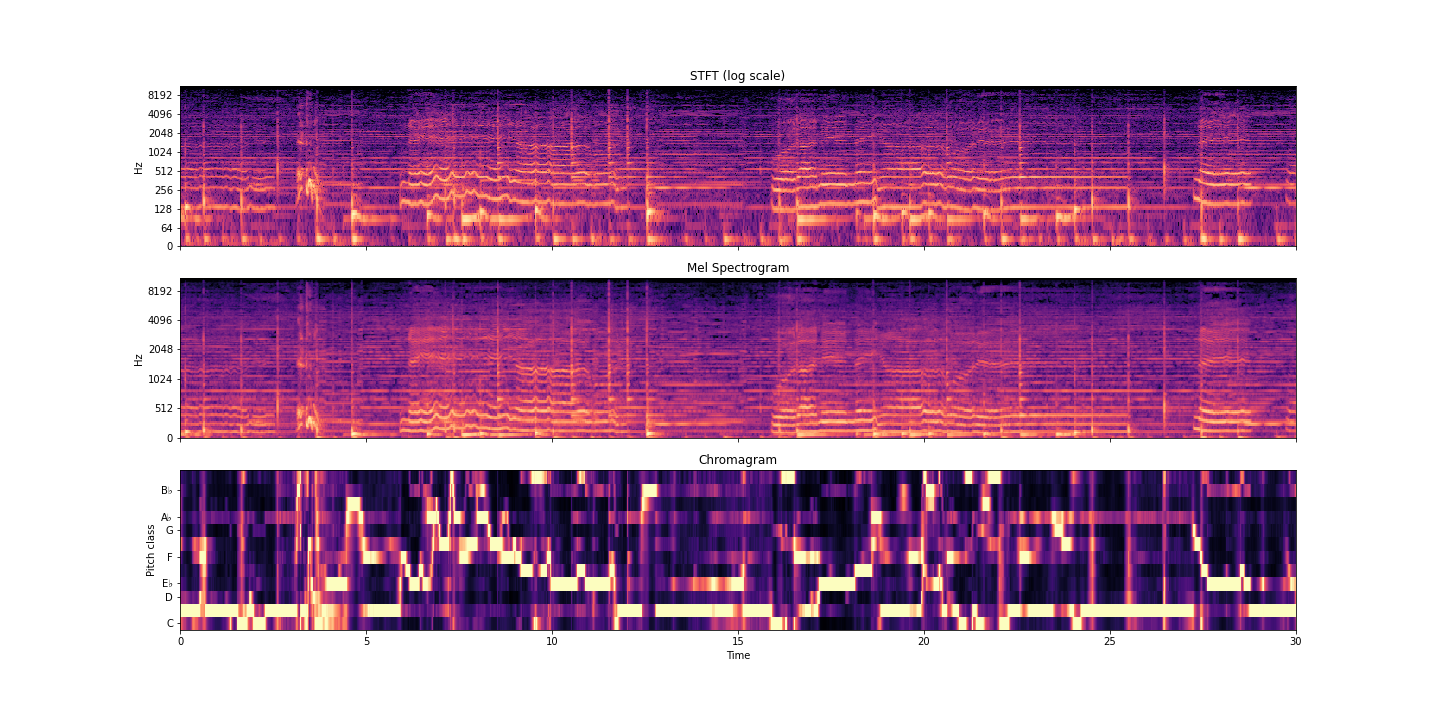 STFT (log scale)
8192
4096
2048
1024
512
256
128
64
0
Hz
Mel Spectrogram
8192
4096
2048
1024
512
0
Hz
Chromagram
B♭
A♭
G
F
E♭
D
C
Pitch class
0 5 10 15 20 25 30
Time